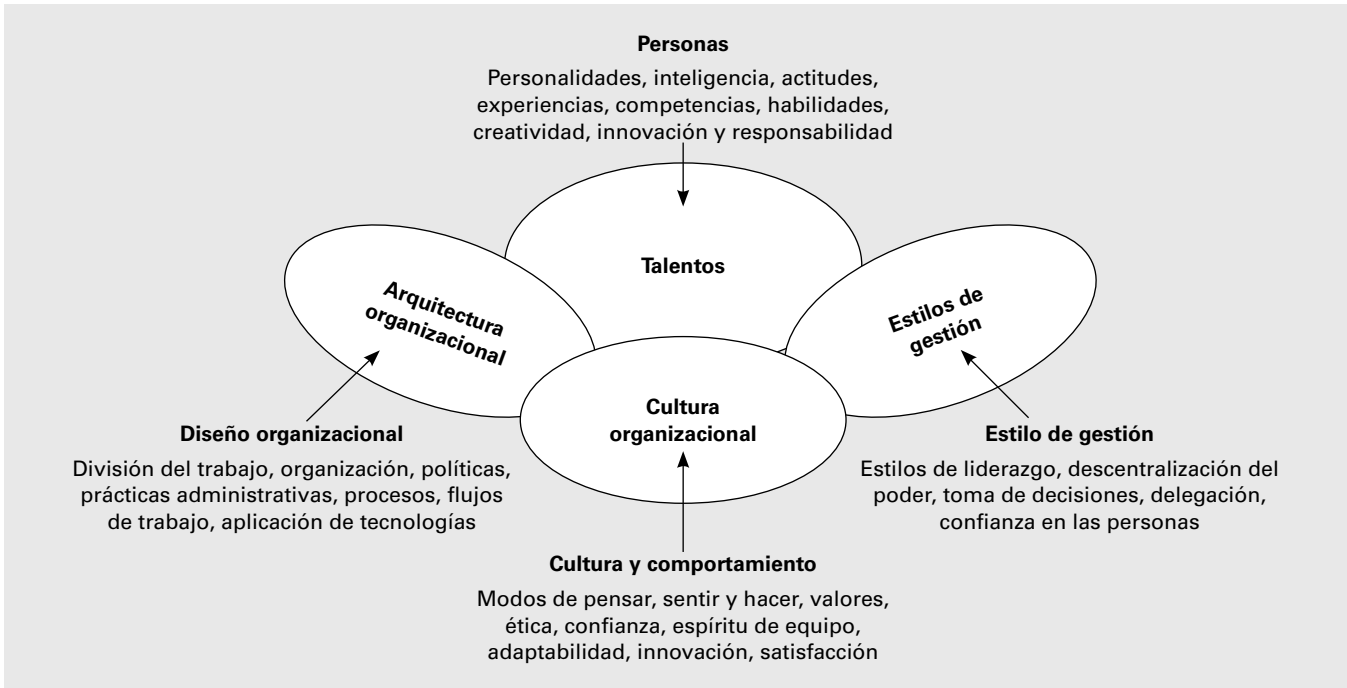 Personas
Personalidades, inteligencia, actitudes,
experiencias, competencias, habilidades,
creatividad, innovación y responsabilidad
Talentos
Arquitectura
organizacional
Estilos de
gestión
Cultura
organizacional
Diseño organizacional
División del trabajo, organización, políticas,
prácticas administrativas, procesos, flujos
de trabajo, aplicación de tecnologías
Estilo de gestión
Estilos de liderazgo, descentralización del
poder, toma de decisiones, delegación,
confianza en las personas
Cultura y comportamiento
Modos de pensar, sentir y hacer, valores,
ética, confianza, espíritu de equipo,
adaptabilidad, innovación, satisfacción